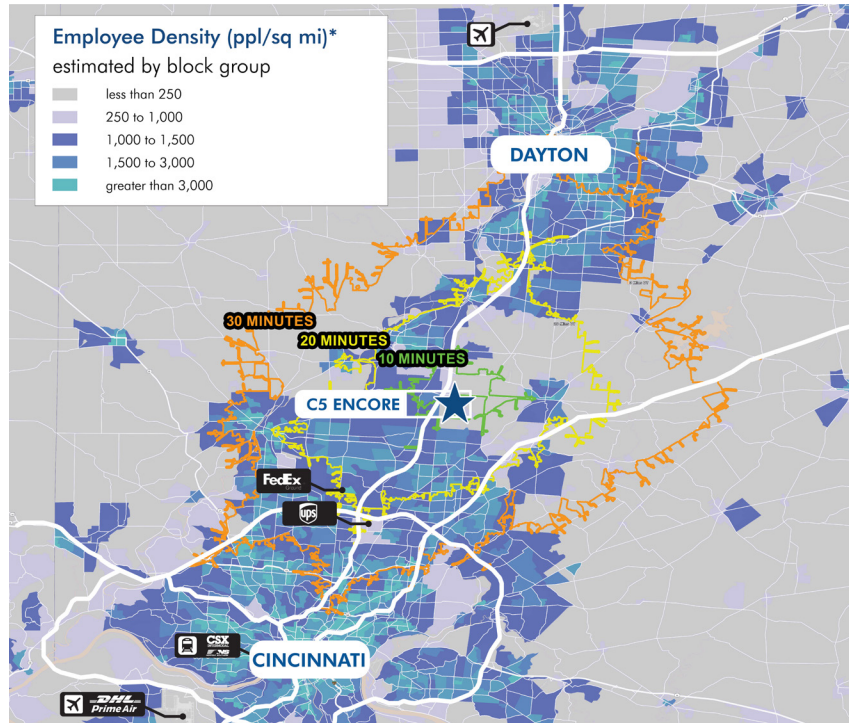 Employee Density (ppl/sq mi)*
estimated by block group
less than 250
250 to 1,000
1,000 to 1,500
1,500 to 3,000
greater than 3,000
DAYTON
30 MINUTES
20 MINUTES
10 MINUTES
C5 ENCORE
FedEx
Ground
ups
CSX
CINCINNATI
DHL
Prime Air